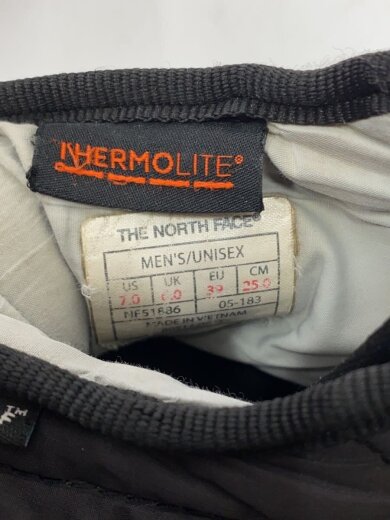 THERMOLITE®
THE NORTH FACE®
MEN'S/UNISEX
US UK EU CM
7.0 6.0 39 25.0
NF51886 05-183
MADE IN VIETNAM